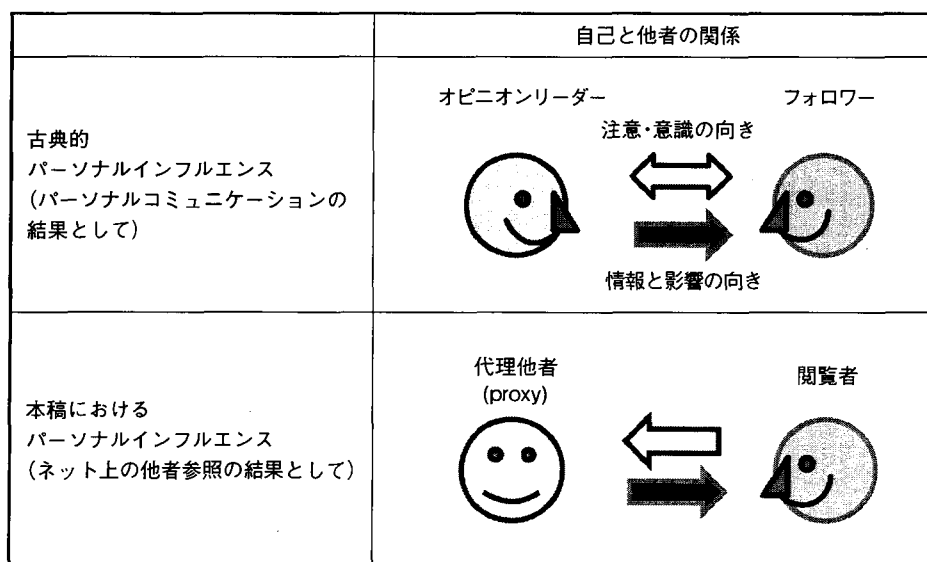 自己と他者の関係
古典的
パーソナルインフルエンス
(パーソナルコミュニケーションの
結果として)
オピニオンリーダー
フォロワー
注意・意識の向き
情報と影響の向き
本稿における
パーソナルインフルエンス
(ネット上の他者参照の結果として)
代理他者
(proxy)
閲覧者